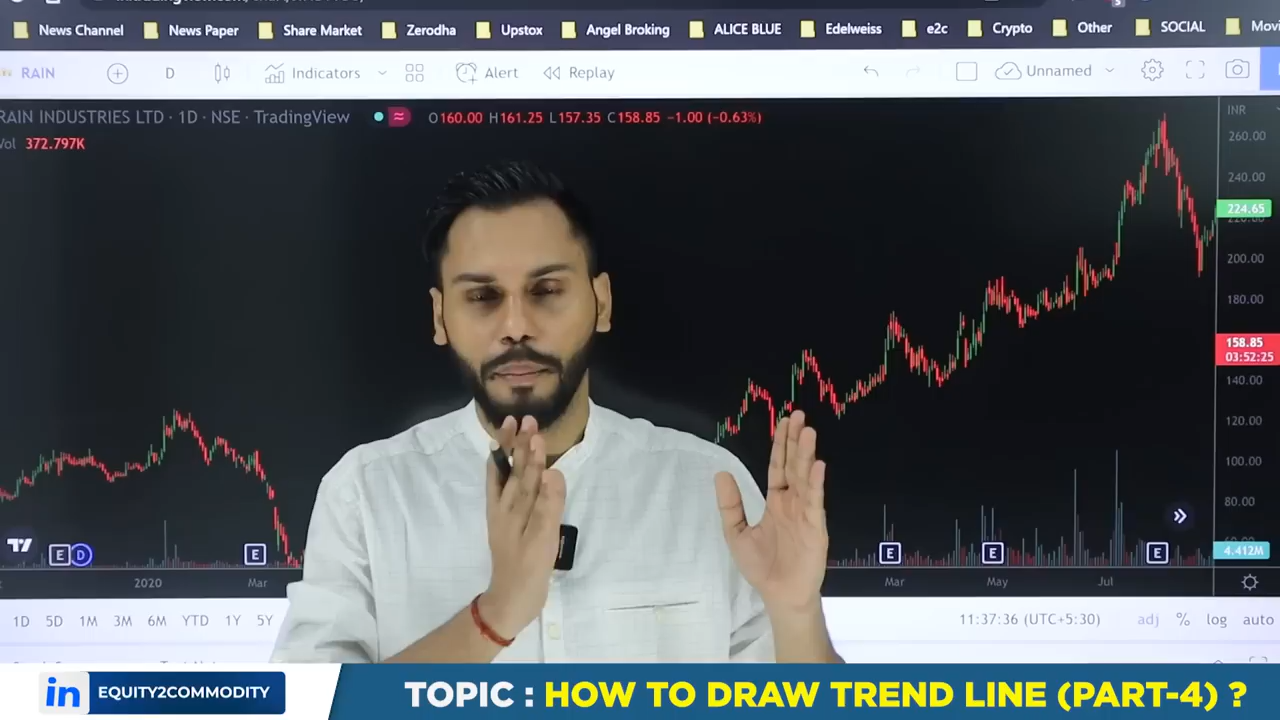 News Channel News Paper Share Market Zerodha Upstox Angel Broking ALICE BLUE Edelweiss e2c Crypto Other SOCIAL Movi
RAIN D Indicators Alert Replay Unnamed
RAIN INDUSTRIES LTD · 1D · NSE · TradingView O160.00 H161.25 L157.35 C158.85 −1.00 (−0.63%) INR
Vol 372.797K
260.00
240.00
224.65
200.00
180.00
158.85
03:52:25
140.00
120.00
100.00
80.00
E D E E E E 4.412M
2020 Mar Mar May Jul
1D 5D 1M 3M 6M YTD 1Y 5Y 11:37:36 (UTC+5:30) adj % log auto
in EQUITY2COMMODITY TOPIC : HOW TO DRAW TREND LINE (PART-4) ?